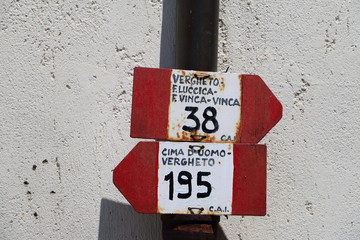 VERGHETO-
F.LUCCICA-
E VINCA-VINCA
38
C.A.I.
CIMA D'UOMO-
VERGHETO
195
C.A.I.